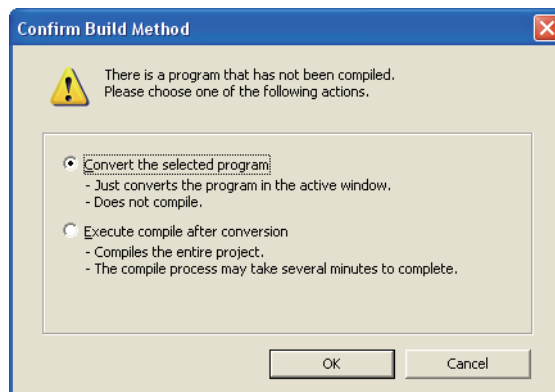 Confirm Build Method
There is a program that has not been compiled.
Please choose one of the following actions.
Convert the selected program
- Just converts the program in the active window.
- Does not compile.
Execute compile after conversion
- Compiles the entire project.
- The compile process may take several minutes to complete.
OK
Cancel